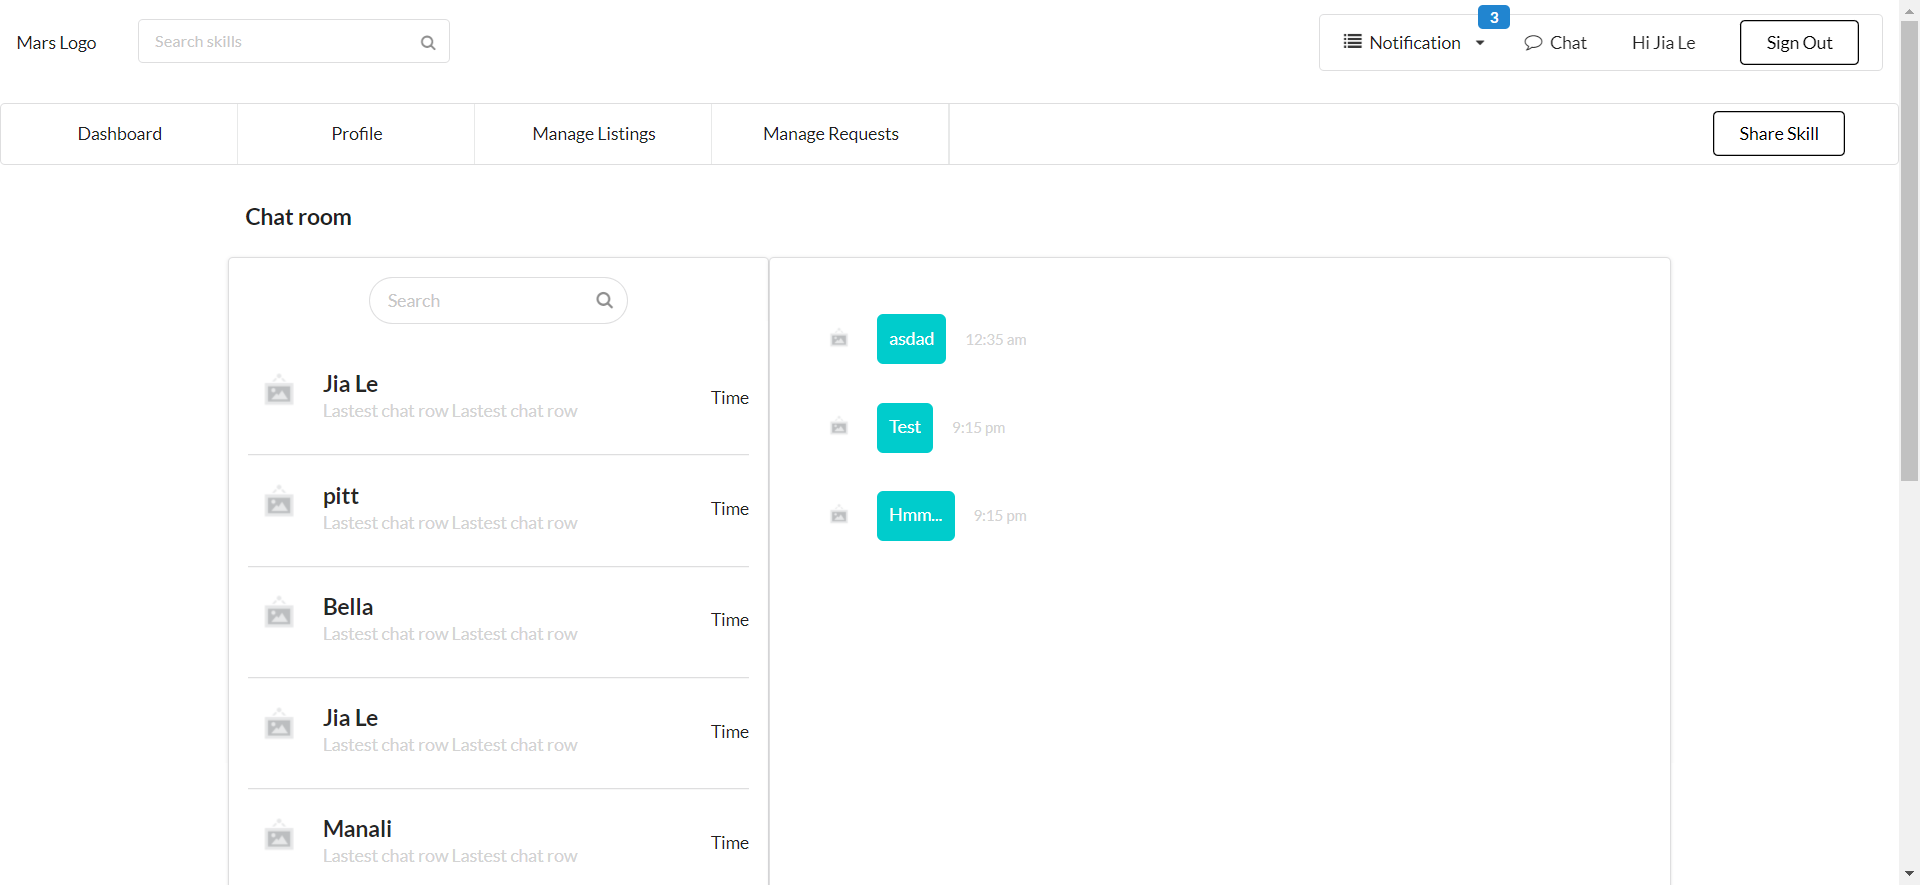 Mars Logo
Search skills
3
Notification
Chat
Hi Jia Le
Sign Out
Dashboard
Profile
Manage Listings
Manage Requests
Share Skill
Chat room
Search
Jia Le
Lastest chat row Lastest chat row
Time
pitt
Lastest chat row Lastest chat row
Time
Bella
Lastest chat row Lastest chat row
Time
Jia Le
Lastest chat row Lastest chat row
Time
Manali
Lastest chat row Lastest chat row
Time
asdad
12:35 am
Test
9:15 pm
Hmm...
9:15 pm